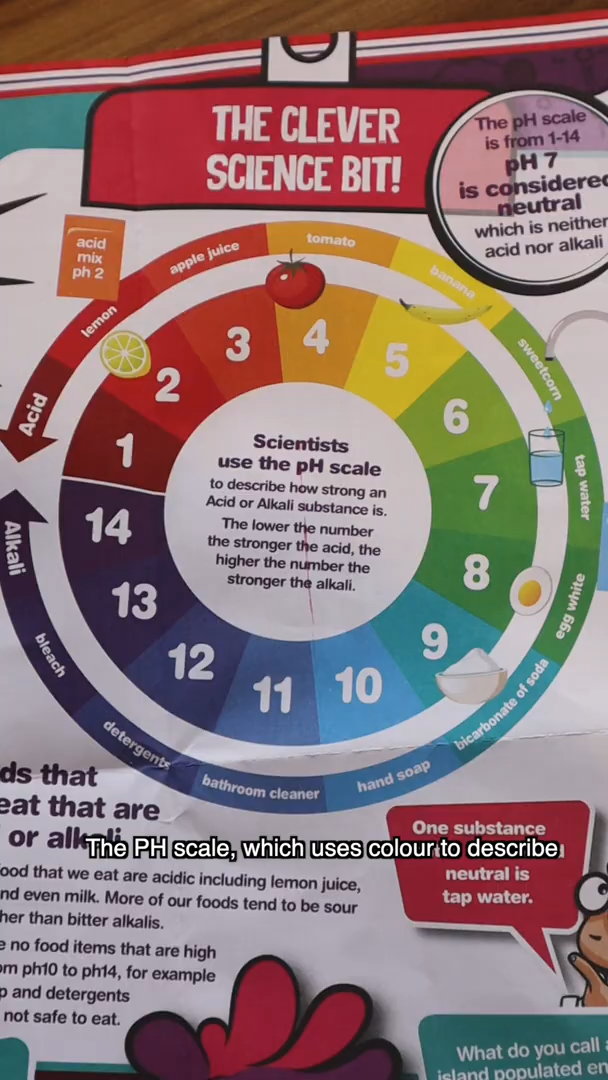 THE CLEVER
SCIENCE BIT!
The pH scale
is from 1-14
pH 7
is considered
neutral
which is neither
acid nor alkali
acid
mix
ph 2
lemon
apple juice
tomato
banana
sweetcorn
tap water
egg white
bicarbonate of soda
hand soap
bathroom cleaner
detergents
bleach
Alkali
Acid
1
2
3
4
5
6
7
8
9
10
11
12
13
14
Scientists
use the pH scale
to describe how strong an
Acid or Alkali substance is.
The lower the number
the stronger the acid, the
higher the number the
stronger the alkali.
ds that
eat that are
or alkali
The PH scale, which uses colour to describe
ood that we eat are acidic including lemon juice,
nd even milk. More of our foods tend to be sour
her than bitter alkalis.
e no food items that are high
om ph10 to ph14, for example
p and detergents
not safe to eat.
One substance
neutral is
tap water.
What do you call a
island populated en